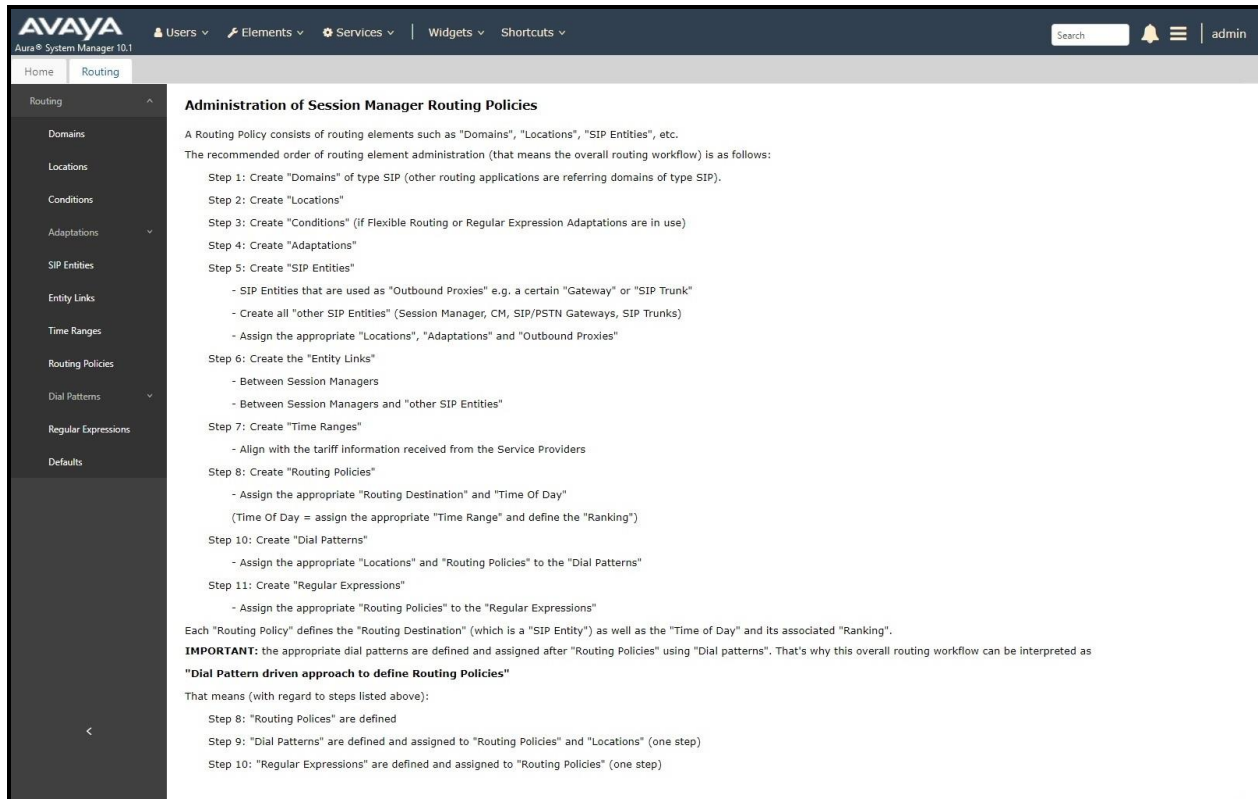 AVAYA
Aura® System Manager 10.1
Users
Elements
Services
Widgets
Shortcuts
Search
admin
Home
Routing
Routing
Domains
Locations
Conditions
Adaptations
SIP Entities
Entity Links
Time Ranges
Routing Policies
Dial Patterns
Regular Expressions
Defaults
Administration of Session Manager Routing Policies
A Routing Policy consists of routing elements such as "Domains", "Locations", "SIP Entities", etc.
The recommended order of routing element administration (that means the overall routing workflow) is as follows:
Step 1: Create "Domains" of type SIP (other routing applications are referring domains of type SIP).
Step 2: Create "Locations"
Step 3: Create "Conditions" (if Flexible Routing or Regular Expression Adaptations are in use)
Step 4: Create "Adaptations"
Step 5: Create "SIP Entities"
- SIP Entities that are used as "Outbound Proxies" e.g. a certain "Gateway" or "SIP Trunk"
- Create all "other SIP Entities" (Session Manager, CM, SIP/PSTN Gateways, SIP Trunks)
- Assign the appropriate "Locations", "Adaptations" and "Outbound Proxies"
Step 6: Create the "Entity Links"
- Between Session Managers
- Between Session Managers and "other SIP Entities"
Step 7: Create "Time Ranges"
- Align with the tariff information received from the Service Providers
Step 8: Create "Routing Policies"
- Assign the appropriate "Routing Destination" and "Time Of Day"
(Time Of Day = assign the appropriate "Time Range" and define the "Ranking")
Step 10: Create "Dial Patterns"
- Assign the appropriate "Locations" and "Routing Policies" to the "Dial Patterns"
Step 11: Create "Regular Expressions"
- Assign the appropriate "Routing Policies" to the "Regular Expressions"
Each "Routing Policy" defines the "Routing Destination" (which is a "SIP Entity") as well as the "Time of Day" and its associated "Ranking".
IMPORTANT: the appropriate dial patterns are defined and assigned after "Routing Policies" using "Dial patterns". That's why this overall routing workflow can be interpreted as
"Dial Pattern driven approach to define Routing Policies"
That means (with regard to steps listed above):
Step 8: "Routing Polices" are defined
Step 9: "Dial Patterns" are defined and assigned to "Routing Policies" and "Locations" (one step)
Step 10: "Regular Expressions" are defined and assigned to "Routing Policies" (one step)